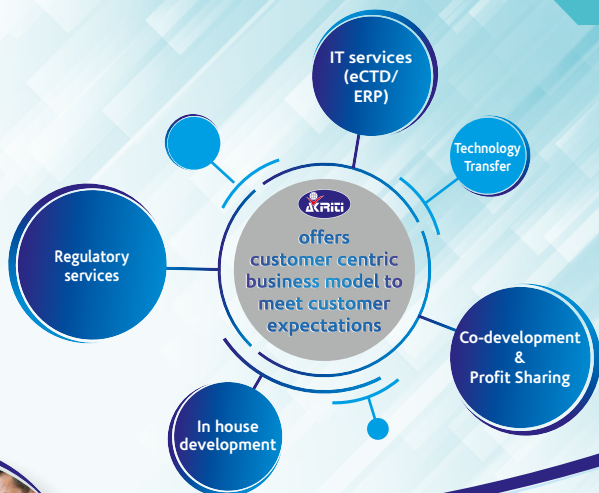 IT services
(eCTD/
ERP)
Technology
Transfer
AKRITI
offers
customer centric
business model to
meet customer
expectations
Regulatory
services
Co-development
&
Profit Sharing
In house
development